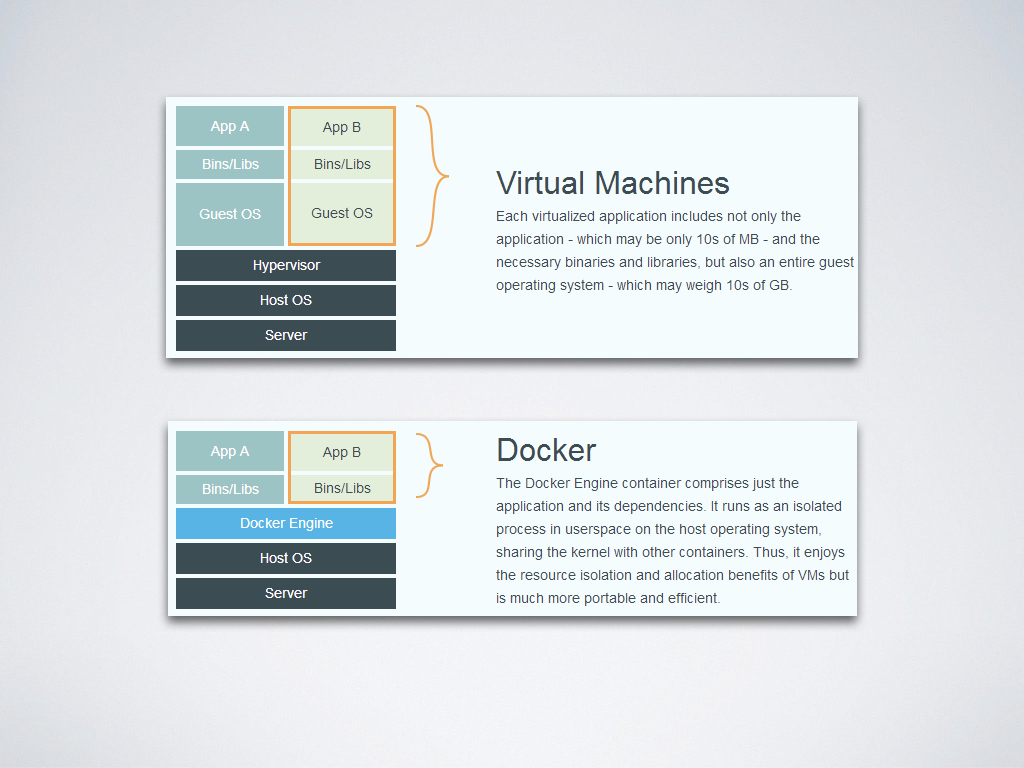 App A
App B
Bins/Libs
Bins/Libs
Guest OS
Guest OS
Hypervisor
Host OS
Server
Virtual Machines
Each virtualized application includes not only the
application - which may be only 10s of MB - and the
necessary binaries and libraries, but also an entire guest
operating system - which may weigh 10s of GB.
App A
App B
Bins/Libs
Bins/Libs
Docker Engine
Host OS
Server
Docker
The Docker Engine container comprises just the
application and its dependencies. It runs as an isolated
process in userspace on the host operating system,
sharing the kernel with other containers. Thus, it enjoys
the resource isolation and allocation benefits of VMs but
is much more portable and efficient.